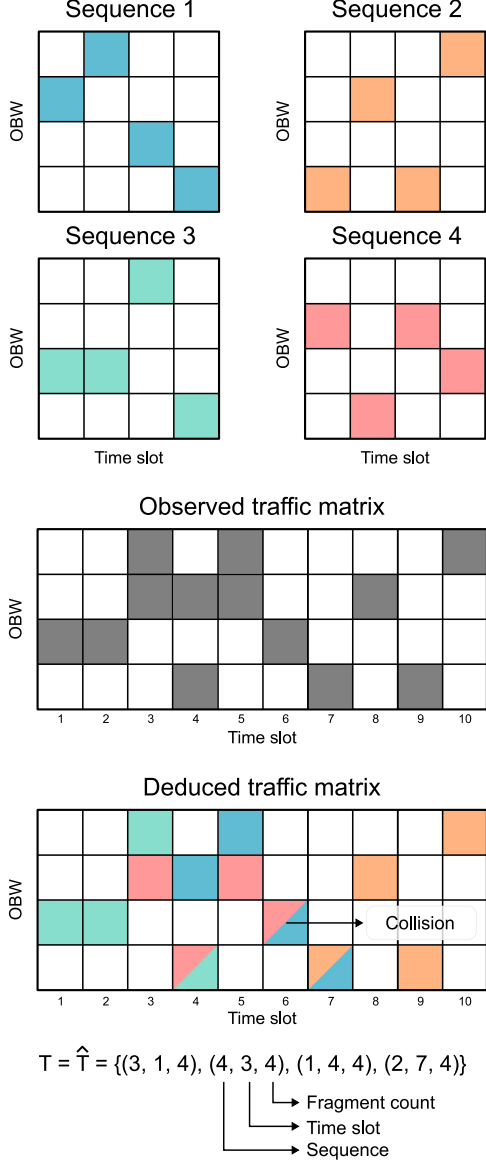 Sequence 1
Sequence 2
OBW
OBW
Sequence 3
Sequence 4
OBW
OBW
Time slot
Time slot
Observed traffic matrix
OBW
1 2 3 4 5 6 7 8 9 10
Time slot
Deduced traffic matrix
OBW
Collision
1 2 3 4 5 6 7 8 9 10
Time slot
T = T̂ = {(3, 1, 4), (4, 3, 4), (1, 4, 4), (2, 7, 4)}
Fragment count
Time slot
Sequence